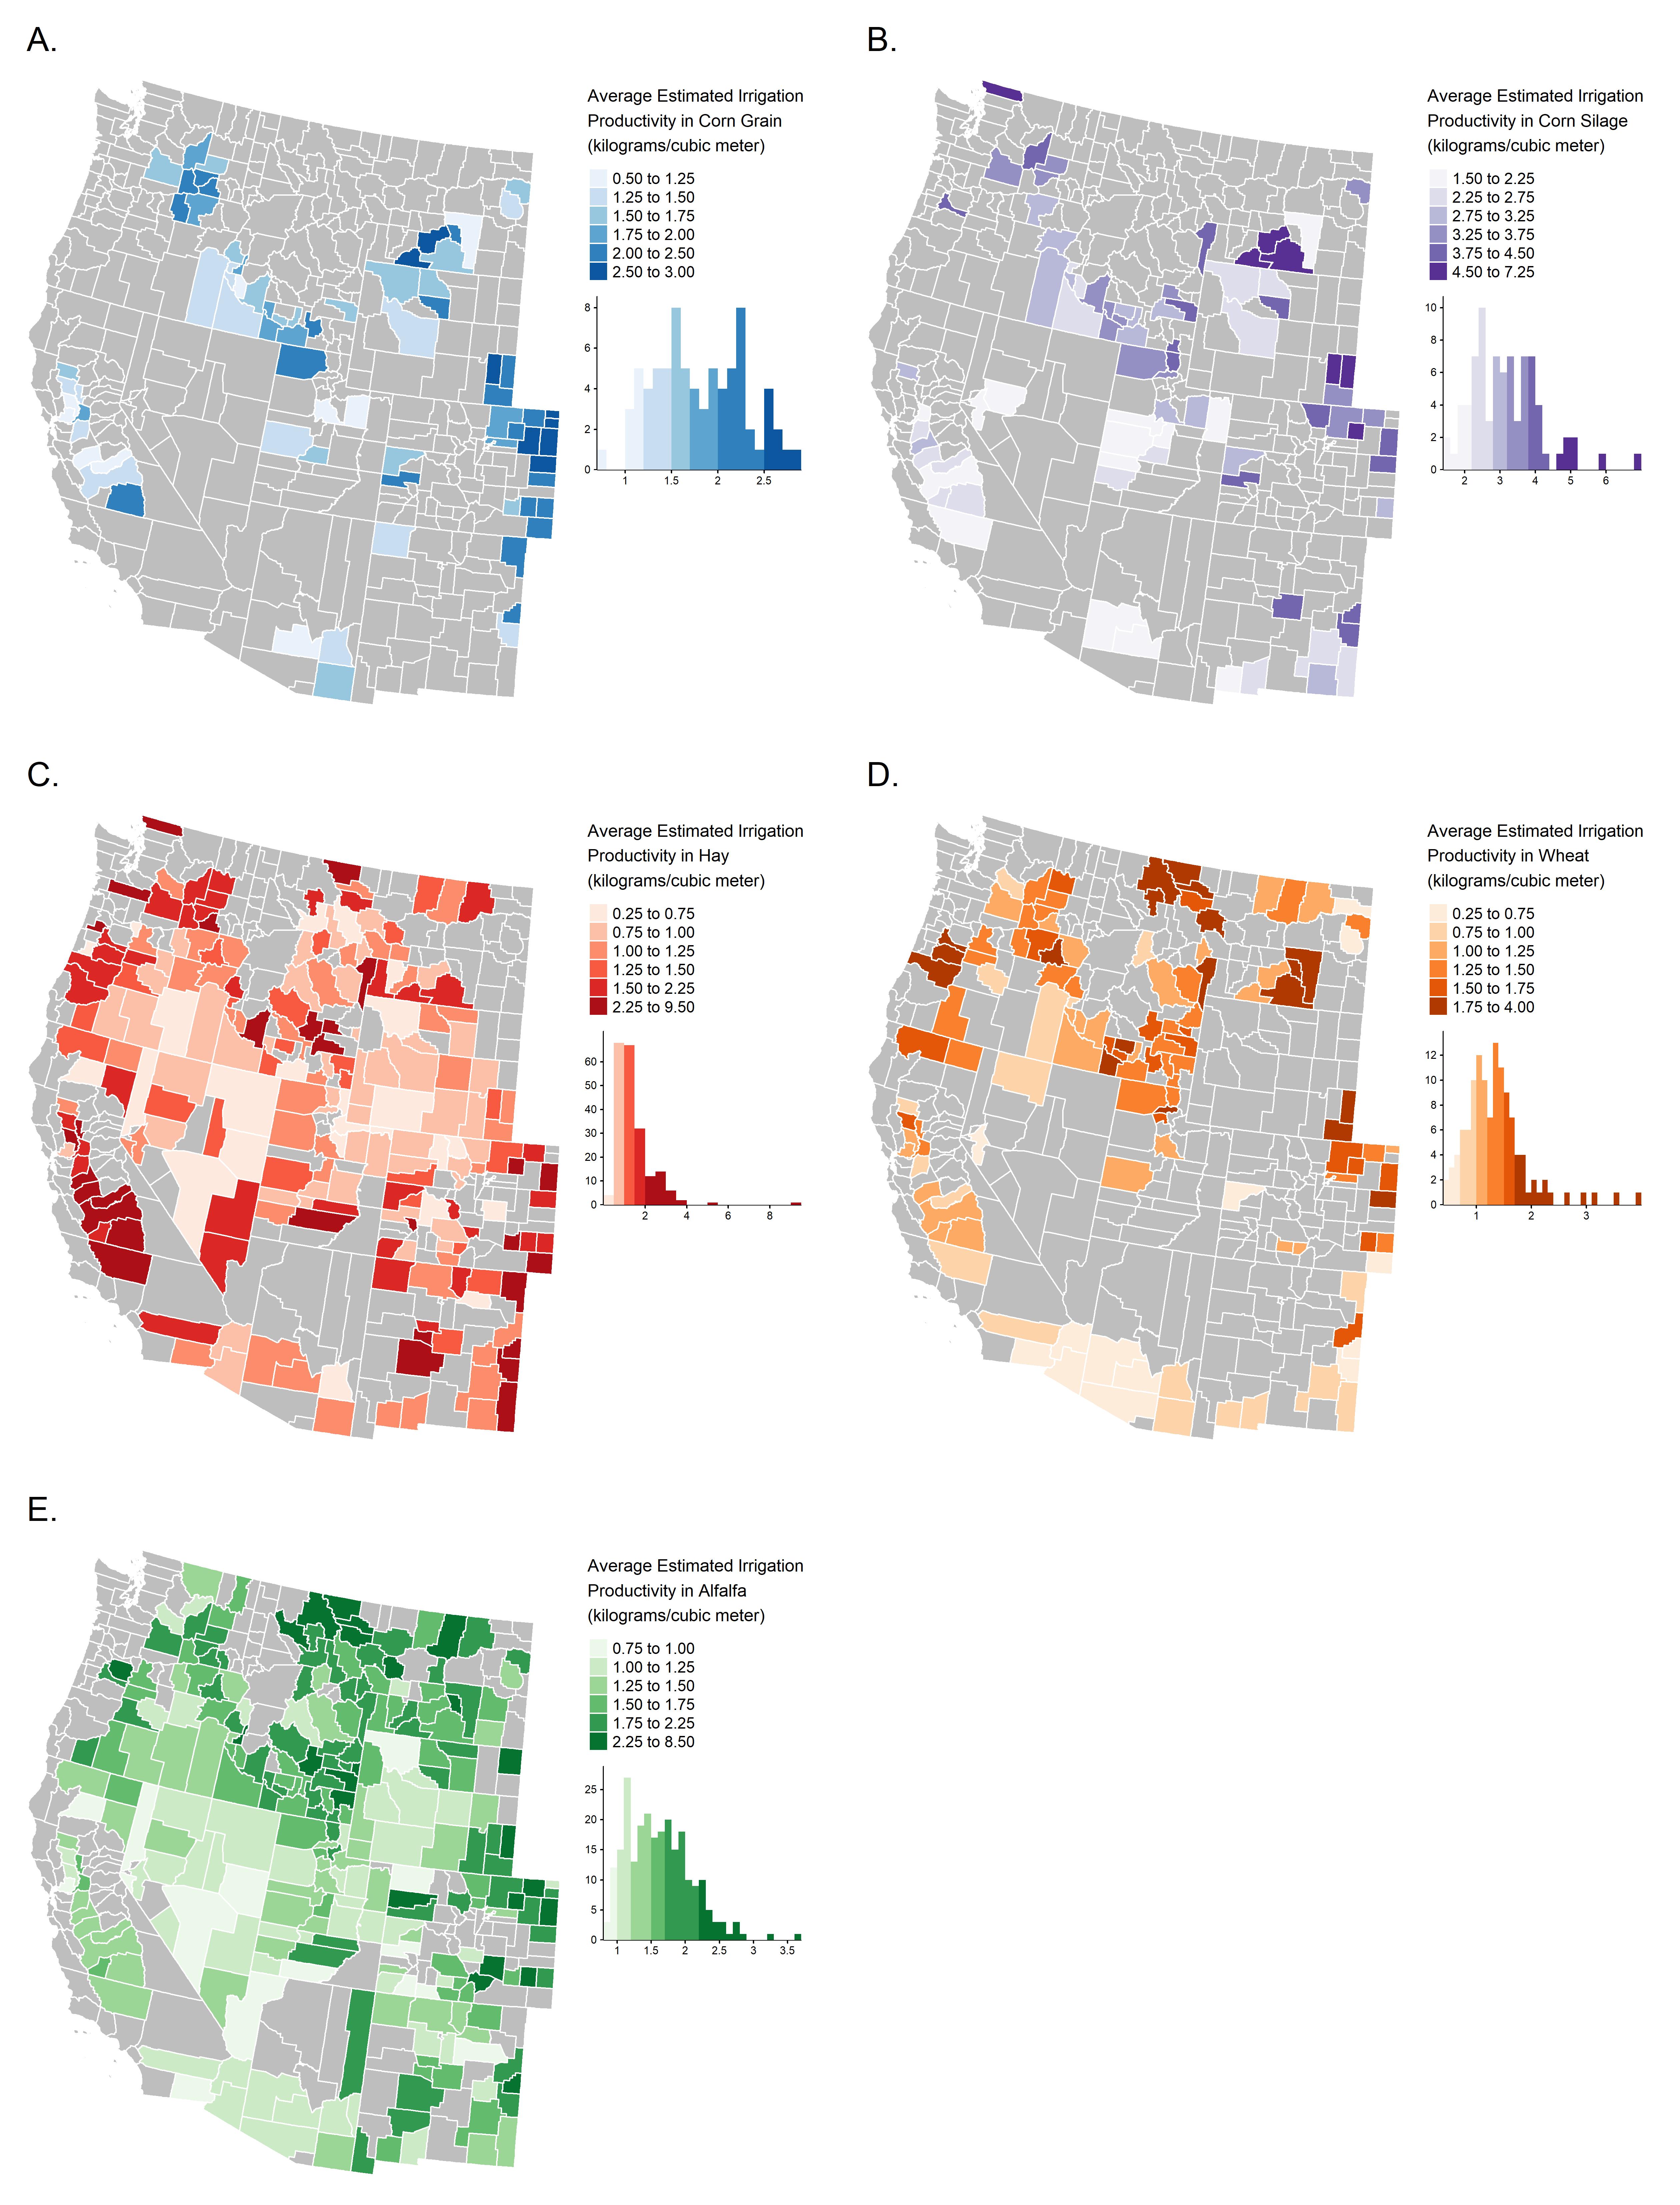 A.
Average Estimated Irrigation
Productivity in Corn Grain
(kilograms/cubic meter)
0.50 to 1.25
1.25 to 1.50
1.50 to 1.75
1.75 to 2.00
2.00 to 2.50
2.50 to 3.00
8
6
4
2
0
1 1.5 2 2.5
B.
Average Estimated Irrigation
Productivity in Corn Silage
(kilograms/cubic meter)
1.50 to 2.25
2.25 to 2.75
2.75 to 3.25
3.25 to 3.75
3.75 to 4.50
4.50 to 7.25
10
8
6
4
2
0
2 3 4 5 6
C.
Average Estimated Irrigation
Productivity in Hay
(kilograms/cubic meter)
0.25 to 0.75
0.75 to 1.00
1.00 to 1.25
1.25 to 1.50
1.50 to 2.25
2.25 to 9.50
60
50
40
30
20
10
0
2 4 6 8
D.
Average Estimated Irrigation
Productivity in Wheat
(kilograms/cubic meter)
0.25 to 0.75
0.75 to 1.00
1.00 to 1.25
1.25 to 1.50
1.50 to 1.75
1.75 to 4.00
12
10
8
6
4
2
0
1 2 3
E.
Average Estimated Irrigation
Productivity in Alfalfa
(kilograms/cubic meter)
0.75 to 1.00
1.00 to 1.25
1.25 to 1.50
1.50 to 1.75
1.75 to 2.25
2.25 to 8.50
25
20
15
10
5
0
1 1.5 2 2.5 3 3.5